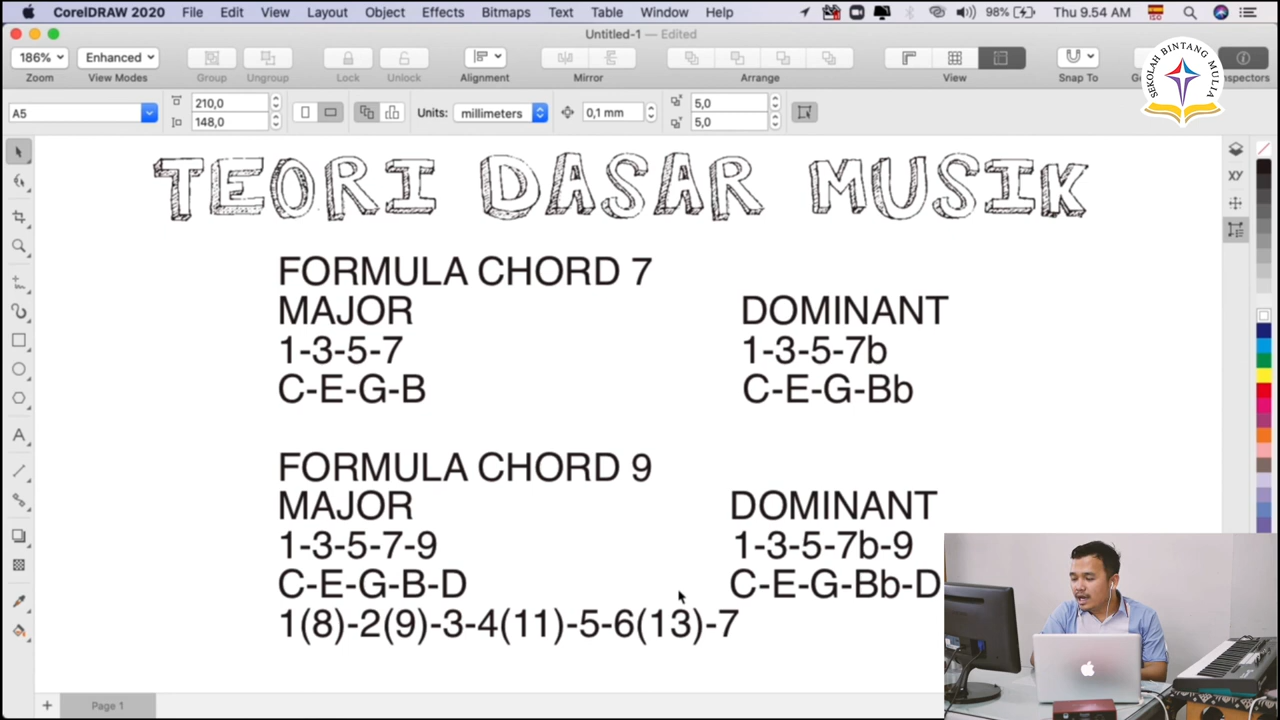 CorelDRAW 2020 File Edit View Layout Object Effects Bitmaps Text Table Window Help 98% Thu 9.54 AM ISO
Untitled-1 — Edited
186% Enhanced
Zoom View Modes Group Ungroup Lock Unlock Alignment Mirror Arrange View Snap To
SEKOLAH BINTANG MULIA
A5 210,0 Units: millimeters 0,1 mm 5,0
148,0 5,0
XY
TEORI DASAR MUSIK
FORMULA CHORD 7
MAJOR DOMINANT
1-3-5-7 1-3-5-7b
C-E-G-B C-E-G-Bb
FORMULA CHORD 9
MAJOR DOMINANT
1-3-5-7-9 1-3-5-7b-9
C-E-G-B-D C-E-G-Bb-D
1(8)-2(9)-3-4(11)-5-6(13)-7
Page 1